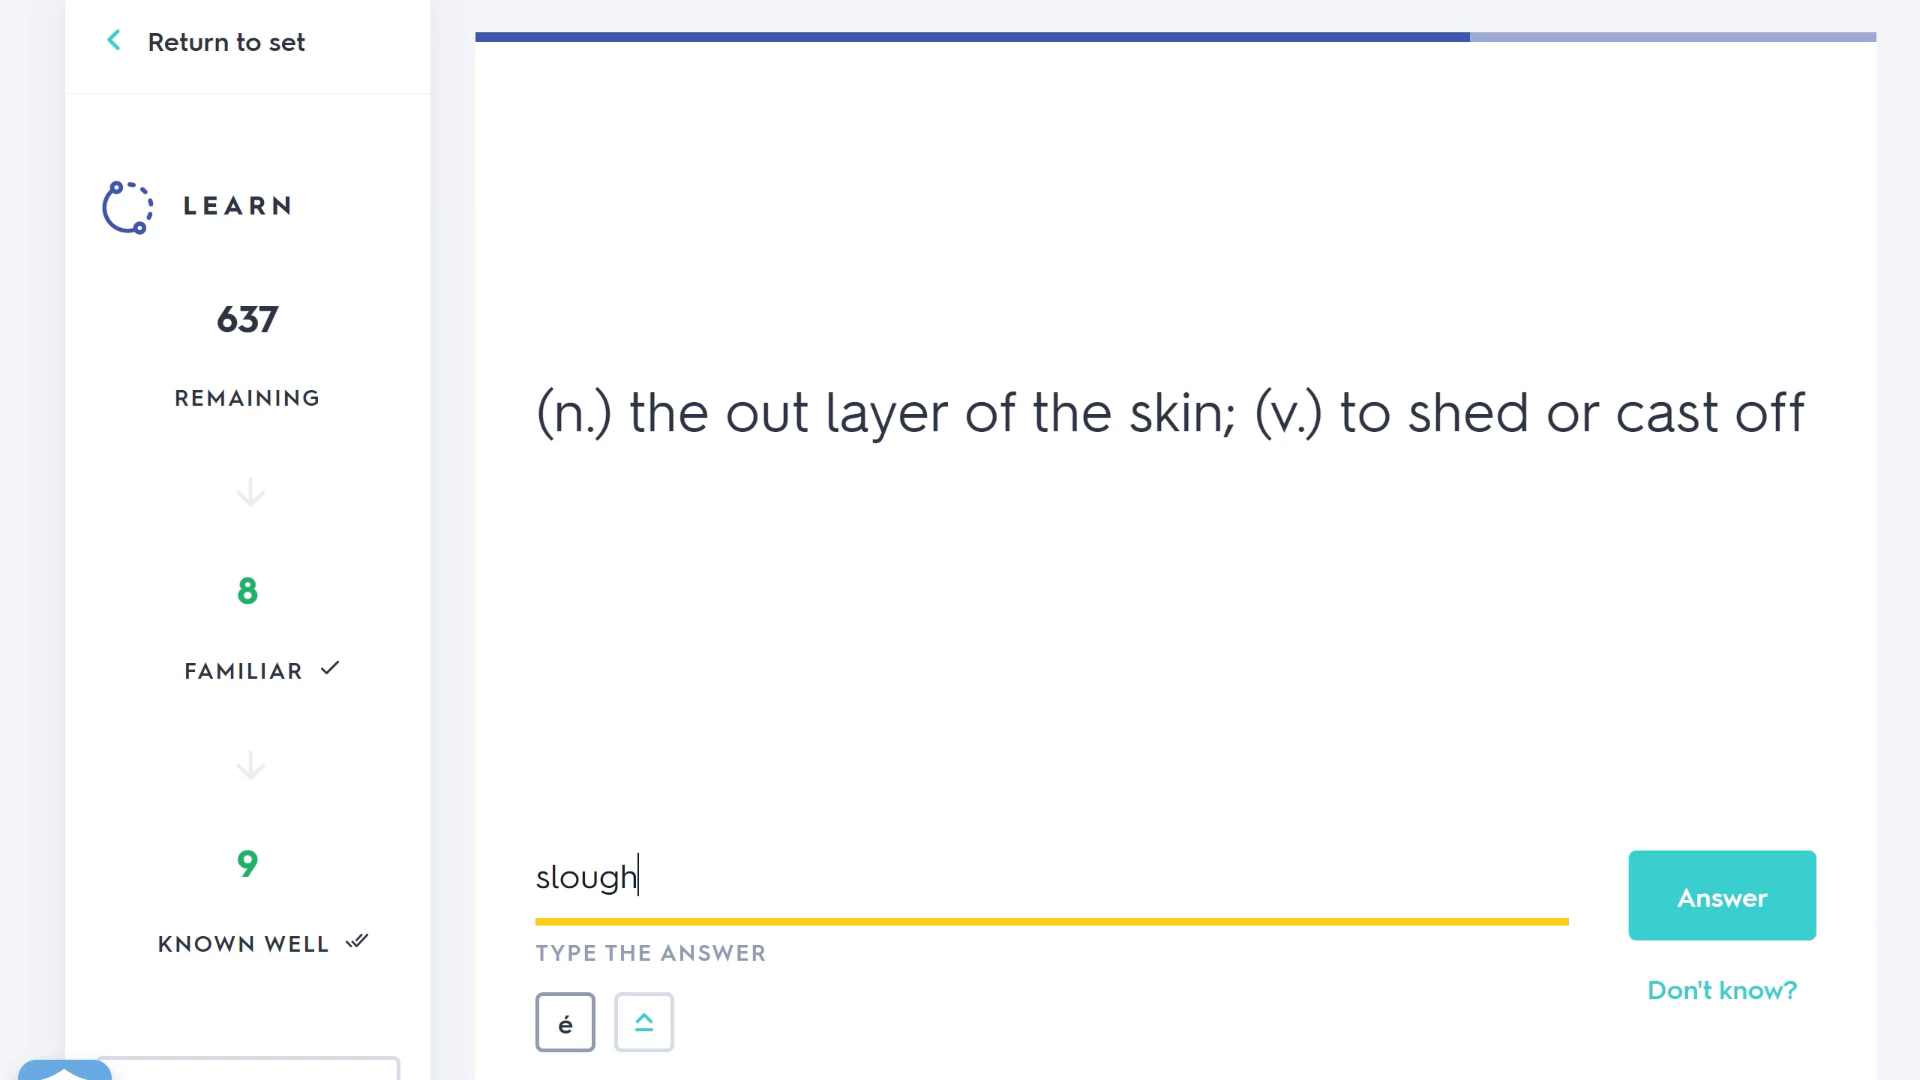 Return to set
LEARN
637
REMAINING
8
FAMILIAR
9
KNOWN WELL
(n.) the out layer of the skin; (v.) to shed or cast off
slough
TYPE THE ANSWER
é
Answer
Don't know?